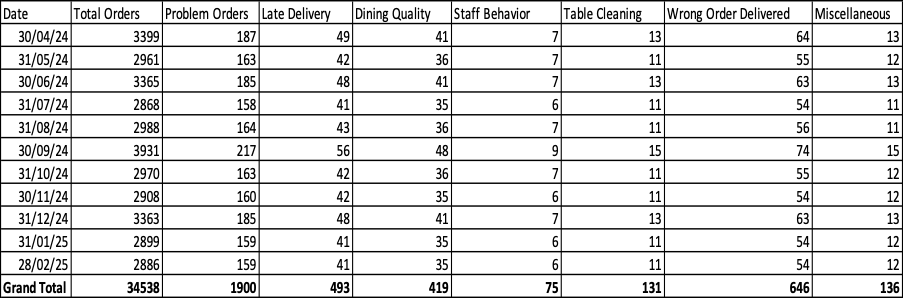 Date Total Orders Problem Orders Late Delivery Dining Quality Staff Behavior Table Cleaning Wrong Order Delivered Miscellaneous
30/04/24 3399 187 49 41 7 13 64 13
31/05/24 2961 163 42 36 7 11 55 12
30/06/24 3365 185 48 41 7 13 63 13
31/07/24 2868 158 41 35 6 11 54 11
31/08/24 2988 164 43 36 7 11 56 11
30/09/24 3931 217 56 48 9 15 74 15
31/10/24 2970 163 42 36 7 11 55 12
30/11/24 2908 160 42 35 6 11 54 12
31/12/24 3363 185 48 41 7 13 63 13
31/01/25 2899 159 41 35 6 11 54 12
28/02/25 2886 159 41 35 6 11 54 12
Grand Total 34538 1900 493 419 75 131 646 136